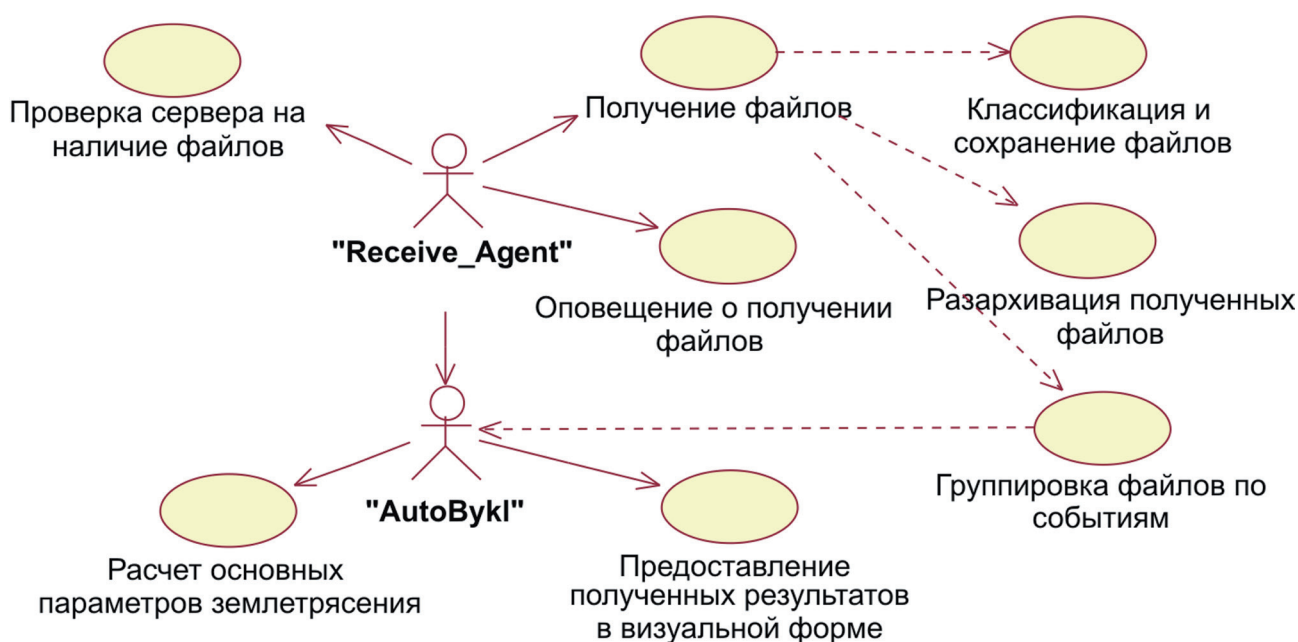 Проверка сервера на
наличие файлов
Получение файлов
Классификация и
сохранение файлов
"Receive_Agent"
Оповещение о получении
файлов
Разархивация полученных
файлов
"AutoBykl"
Группировка файлов по
событиям
Расчет основных
параметров землетрясения
Предоставление
полученных результатов
в визуальной форме